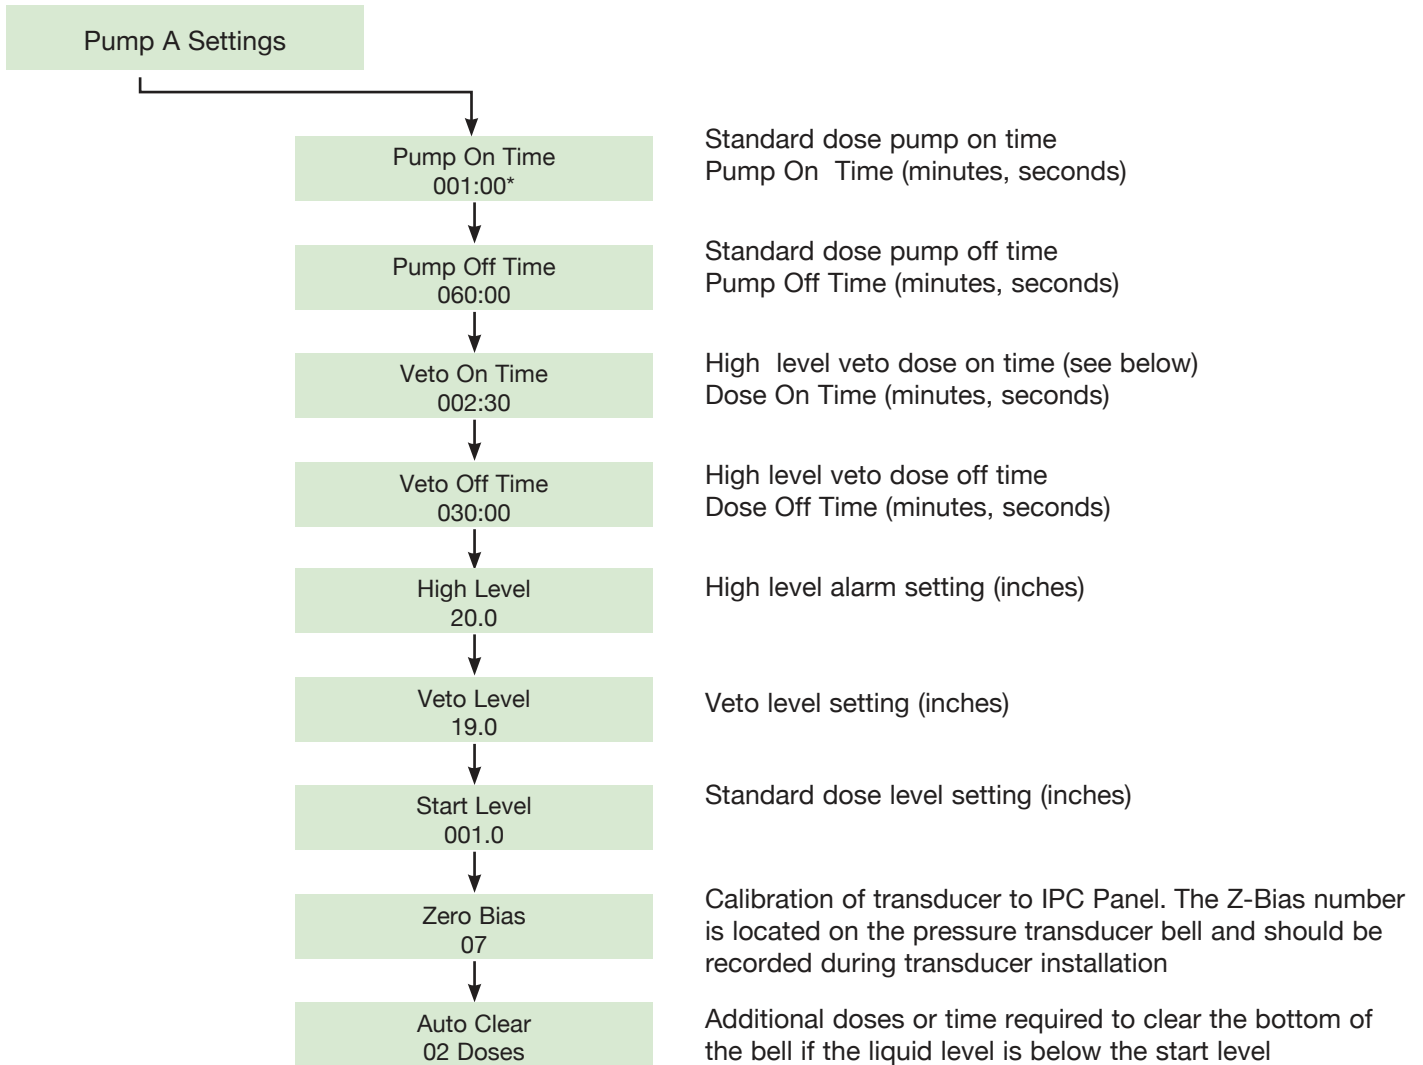 Pump A Settings
Pump On Time
001:00*
Standard dose pump on time
Pump On  Time (minutes, seconds)
Pump Off Time
060:00
Standard dose pump off time
Pump Off Time (minutes, seconds)
Veto On Time
002:30
High  level veto dose on time (see below)
Dose On Time (minutes, seconds)
Veto Off Time
030:00
High level veto dose off time
Dose Off Time (minutes, seconds)
High Level
20.0
High level alarm setting (inches)
Veto Level
19.0
Veto level setting (inches)
Start Level
001.0
Standard dose level setting (inches)
Zero Bias
07
Calibration of transducer to IPC Panel. The Z-Bias number
is located on the pressure transducer bell and should be
recorded during transducer installation
Auto Clear
02 Doses
Additional doses or time required to clear the bottom of
the bell if the liquid level is below the start level